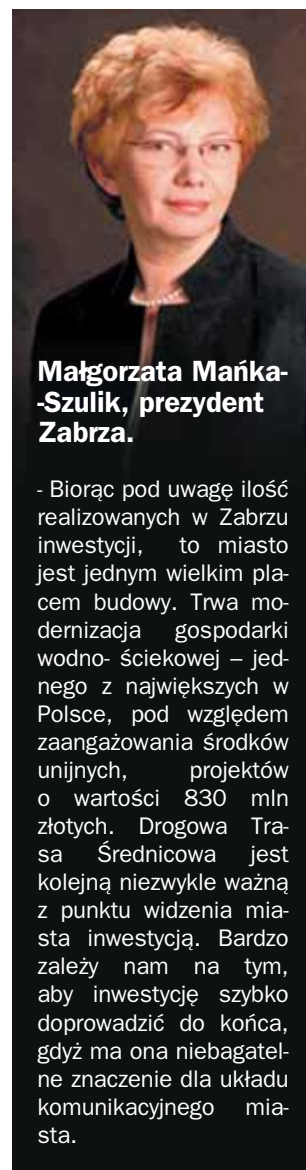 Małgorzata Mańka-
-Szulik, prezydent
Zabrza.
- Biorąc pod uwagę ilość
realizowanych w Zabrzu
inwestycji, to miasto
jest jednym wielkim pla-
cem budowy. Trwa mo-
dernizacja gospodarki
wodno- ściekowej – jed-
nego z największych w
Polsce, pod względem
zaangażowania środków
unijnych, projektów
o wartości 830 mln
złotych. Drogowa Tra-
sa Średnicowa jest
kolejną niezwykle ważną
z punktu widzenia mia-
sta inwestycją. Bardzo
zależy nam na tym,
aby inwestycję szybko
doprowadzić do końca,
gdyż ma ona niebagatel-
ne znaczenie dla układu
komunikacyjnego mia-
sta.